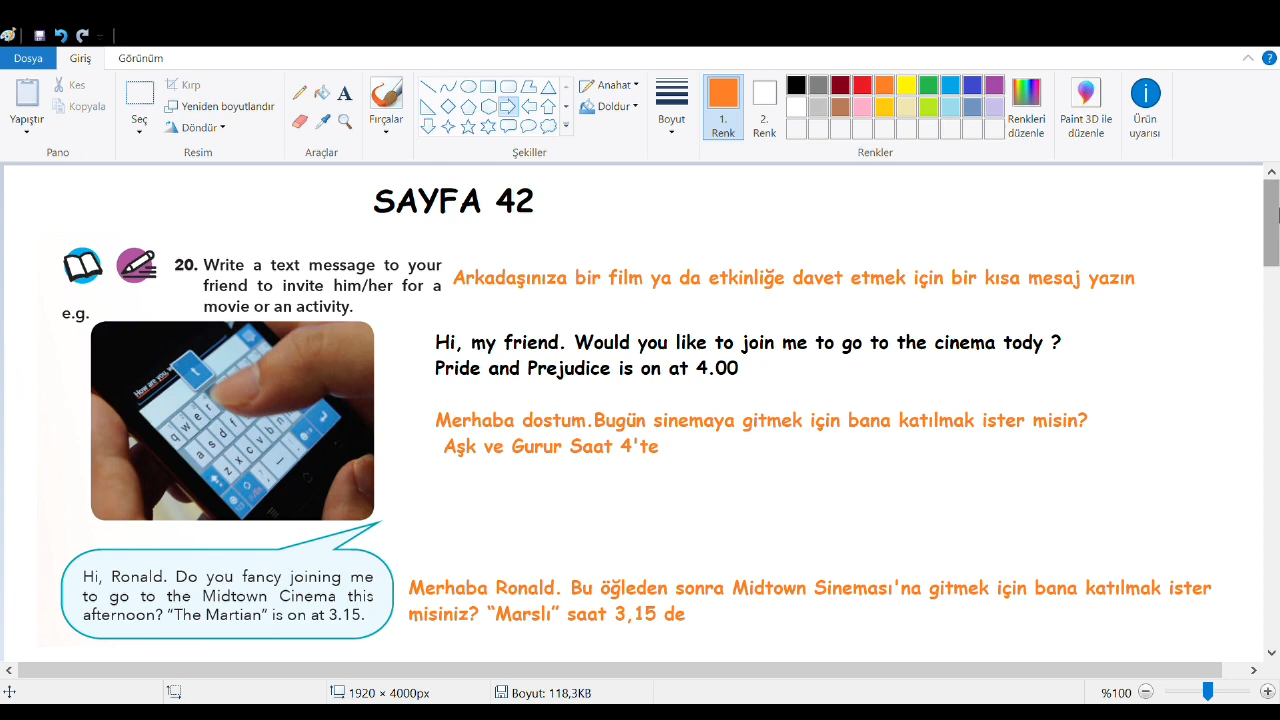 Dosya Giriş Görünüm
Yapıştır
Kes
Kopyala
Pano
Seç
Kırp
Yeniden boyutlandır
Döndür
Resim
A
Araçlar
Fırçalar
Şekiller
Anahat
Doldur
Boyut
1.
Renk
2.
Renk
Renkleri
düzenle
Renkler
Paint 3D ile
düzenle
Ürün
uyarısı
SAYFA 42
20. Write a text message to your
friend to invite him/her for a
movie or an activity.
Arkadaşınıza bir film ya da etkinliğe davet etmek için bir kısa mesaj yazın
e.g.
How are you,
t
q w e r
a s d f
z x c v b n
Hi, my friend. Would you like to join me to go to the cinema tody ?
Pride and Prejudice is on at 4.00
Merhaba dostum.Bugün sinemaya gitmek için bana katılmak ister misin?
Aşk ve Gurur Saat 4'te
Hi, Ronald. Do you fancy joining me
to go to the Midtown Cinema this
afternoon? “The Martian” is on at 3.15.
Merhaba Ronald. Bu öğleden sonra Midtown Sineması'na gitmek için bana katılmak ister
misiniz? “Marslı” saat 3,15 de
1920 × 4000px
Boyut: 118,3KB
%100